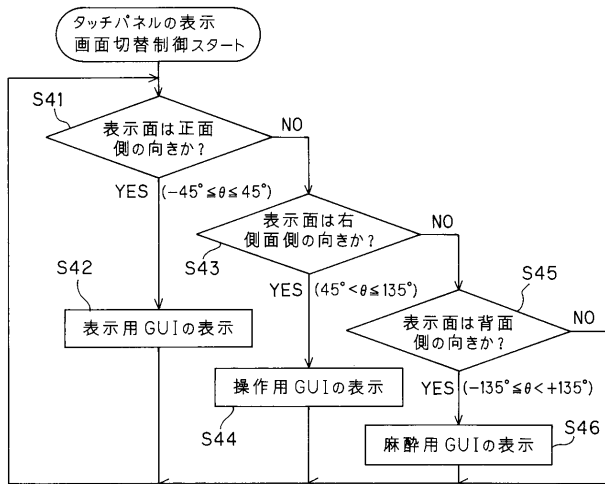 タッチパネルの表示
画面切替制御スタート
S41
表示面は正面
側の向きか?
NO
YES (-45°≦θ≦45°)
表示面は右
側面側の向きか?
NO
S43
S42
YES (45°<θ≦135°)
S45
表示用GUIの表示
表示面は背面
側の向きか?
NO
操作用GUIの表示
YES (-135°≦θ<+135°)
S44
麻酔用GUIの表示
S46